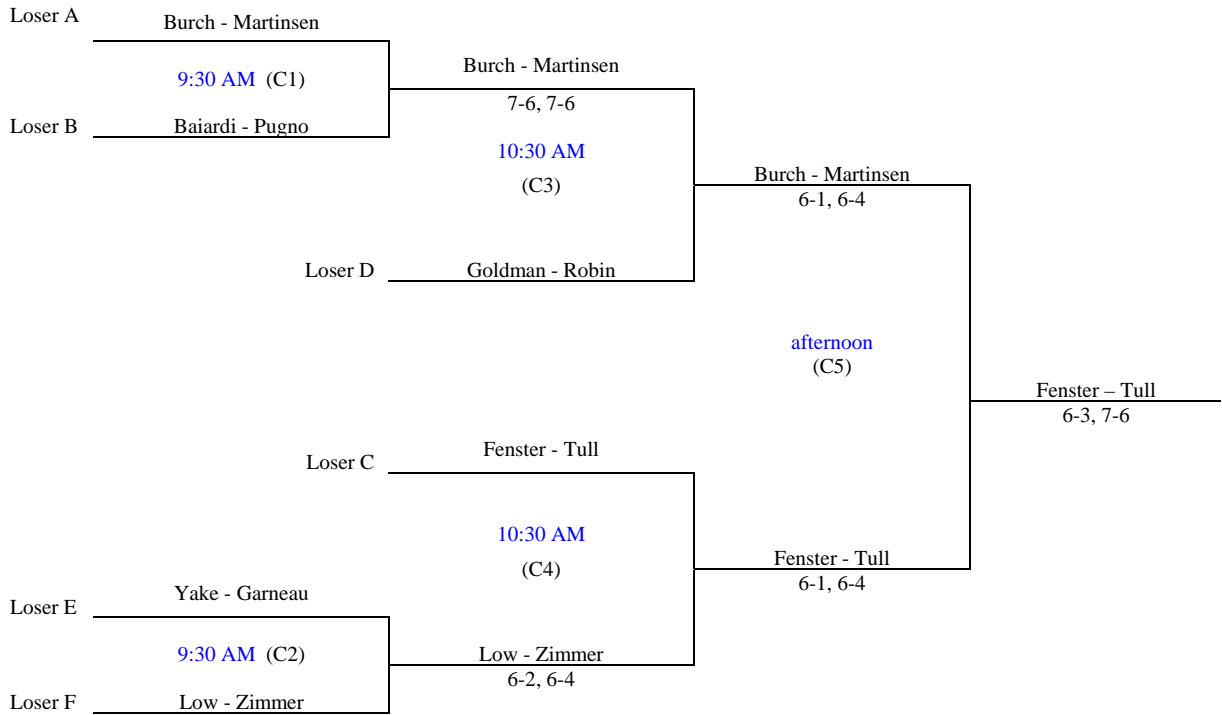 Loser A
Burch - Martinsen
9:30 AM (C1)
Burch - Martinsen
7-6, 7-6
Loser B
Baiardi - Pugno
10:30 AM
(C3)
Burch - Martinsen
6-1, 6-4
Loser D
Goldman - Robin
afternoon
(C5)
Fenster – Tull
6-3, 7-6
Loser C
Fenster - Tull
10:30 AM
(C4)
Fenster - Tull
6-1, 6-4
Loser E
Yake - Garneau
9:30 AM (C2)
Low - Zimmer
6-2, 6-4
Loser F
Low - Zimmer